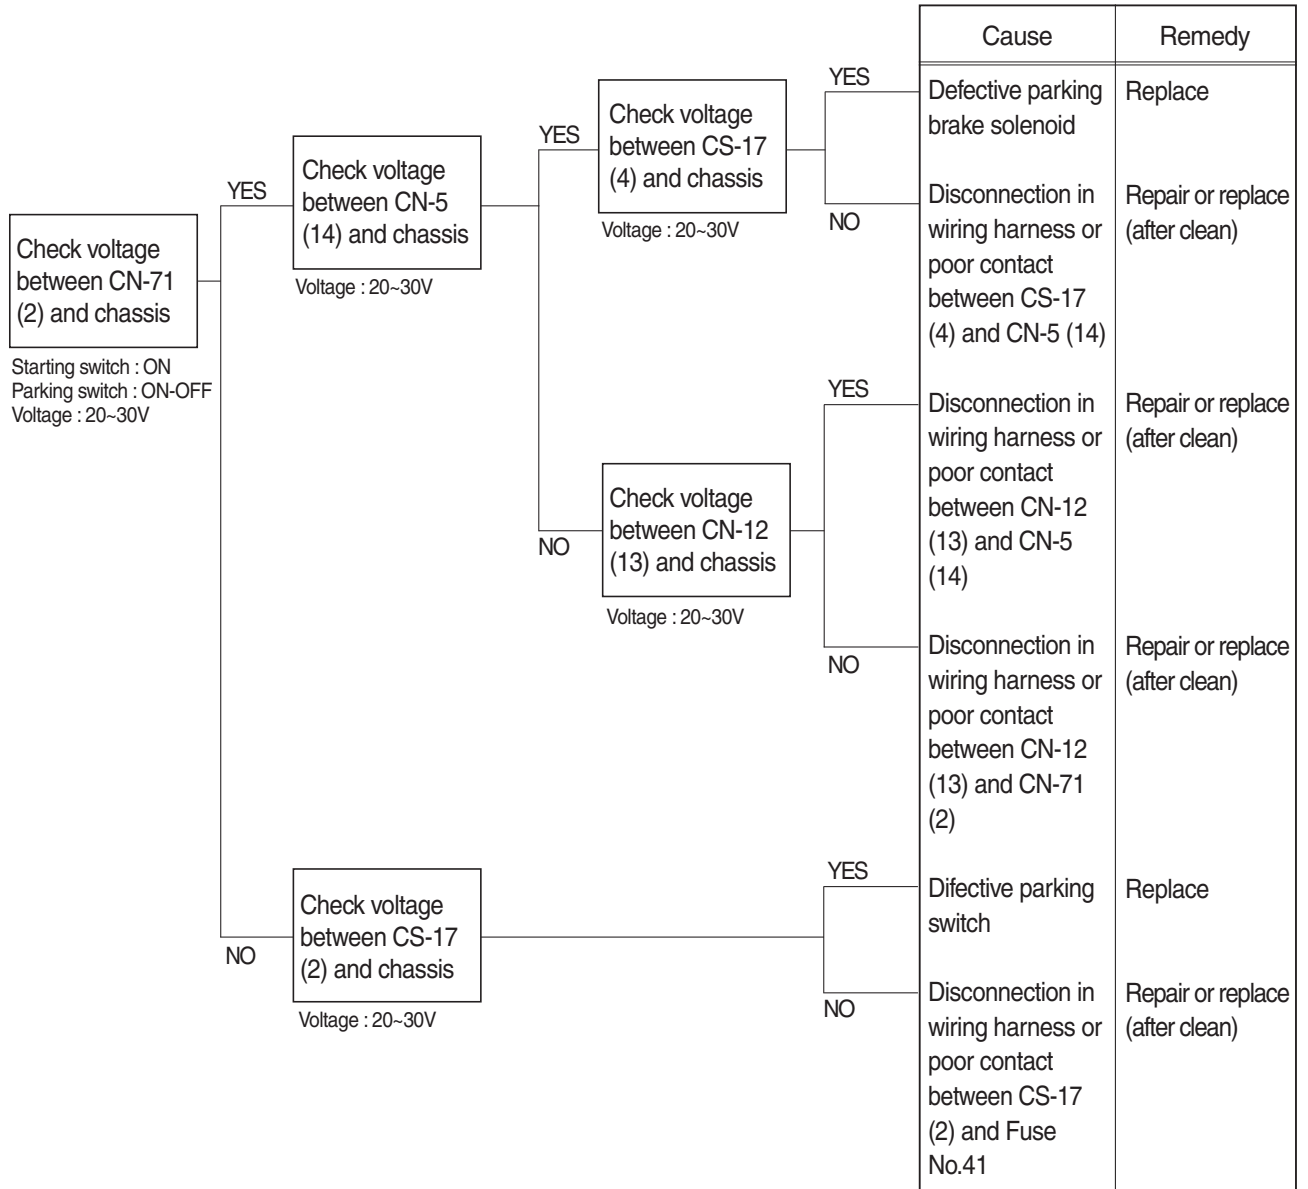 Cause
Remedy
YES
Defective parking
brake solenoid
Replace
Check voltage
between CS-17
(4) and chassis
YES
Voltage : 20~30V
NO
Disconnection in
wiring harness or
poor contact
between CS-17
(4) and CN-5 (14)
Repair or replace
(after clean)
Check voltage
between CN-5
(14) and chassis
YES
Voltage : 20~30V
Check voltage
between CN-71
(2) and chassis
Starting switch : ON
Parking switch : ON-OFF
Voltage : 20~30V
YES
Disconnection in
wiring harness or
poor contact
between CN-12
(13) and CN-5
(14)
Repair or replace
(after clean)
Check voltage
between CN-12
(13) and chassis
NO
Voltage : 20~30V
NO
Disconnection in
wiring harness or
poor contact
between CN-12
(13) and CN-71
(2)
Repair or replace
(after clean)
YES
Difective parking
switch
Replace
Check voltage
between CS-17
(2) and chassis
NO
Voltage : 20~30V
NO
Disconnection in
wiring harness or
poor contact
between CS-17
(2) and Fuse
No.41
Repair or replace
(after clean)